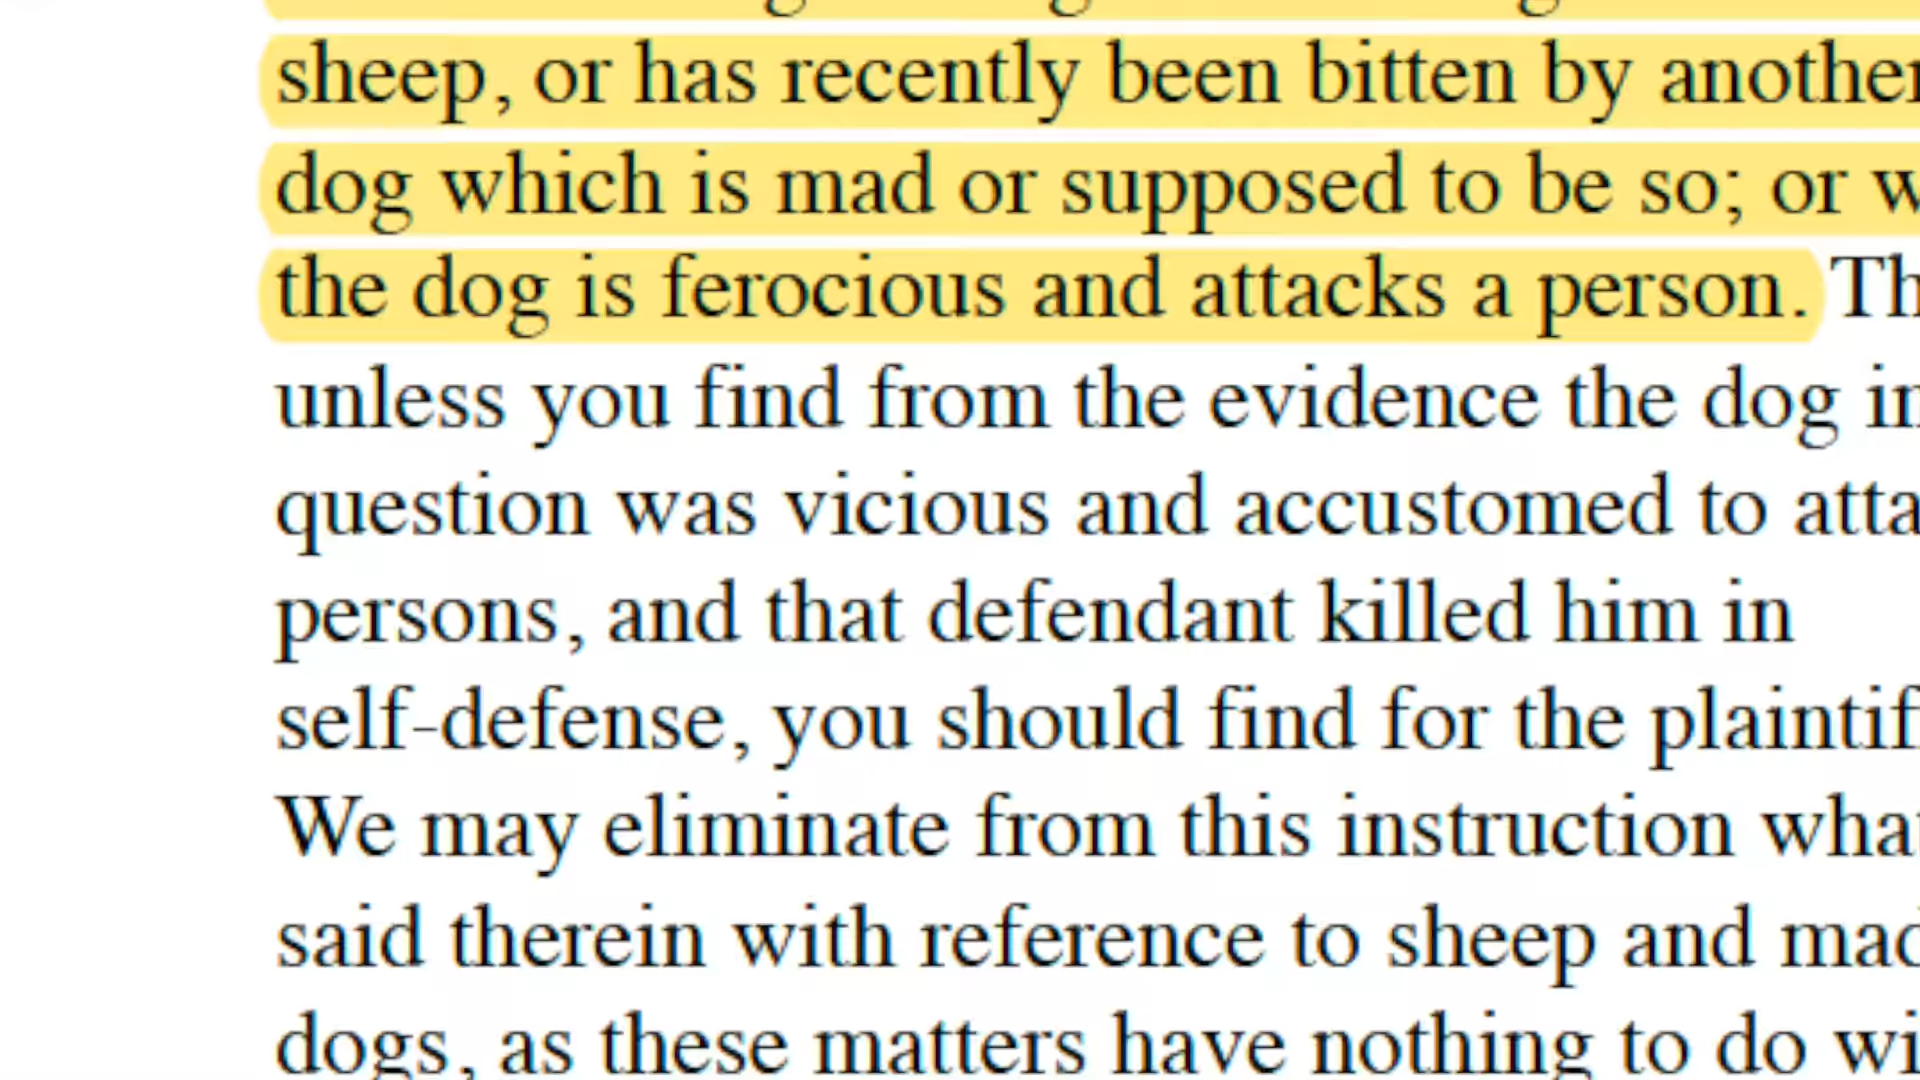 sheep, or has recently been bitten by another
dog which is mad or supposed to be so; or
the dog is ferocious and attacks a person.
unless you find from the evidence the dog
question was vicious and accustomed to
persons, and that defendant killed him in
self-defense, you should find for the
We may eliminate from this instruction
said therein with reference to sheep and
dogs, as these matters have nothing to do